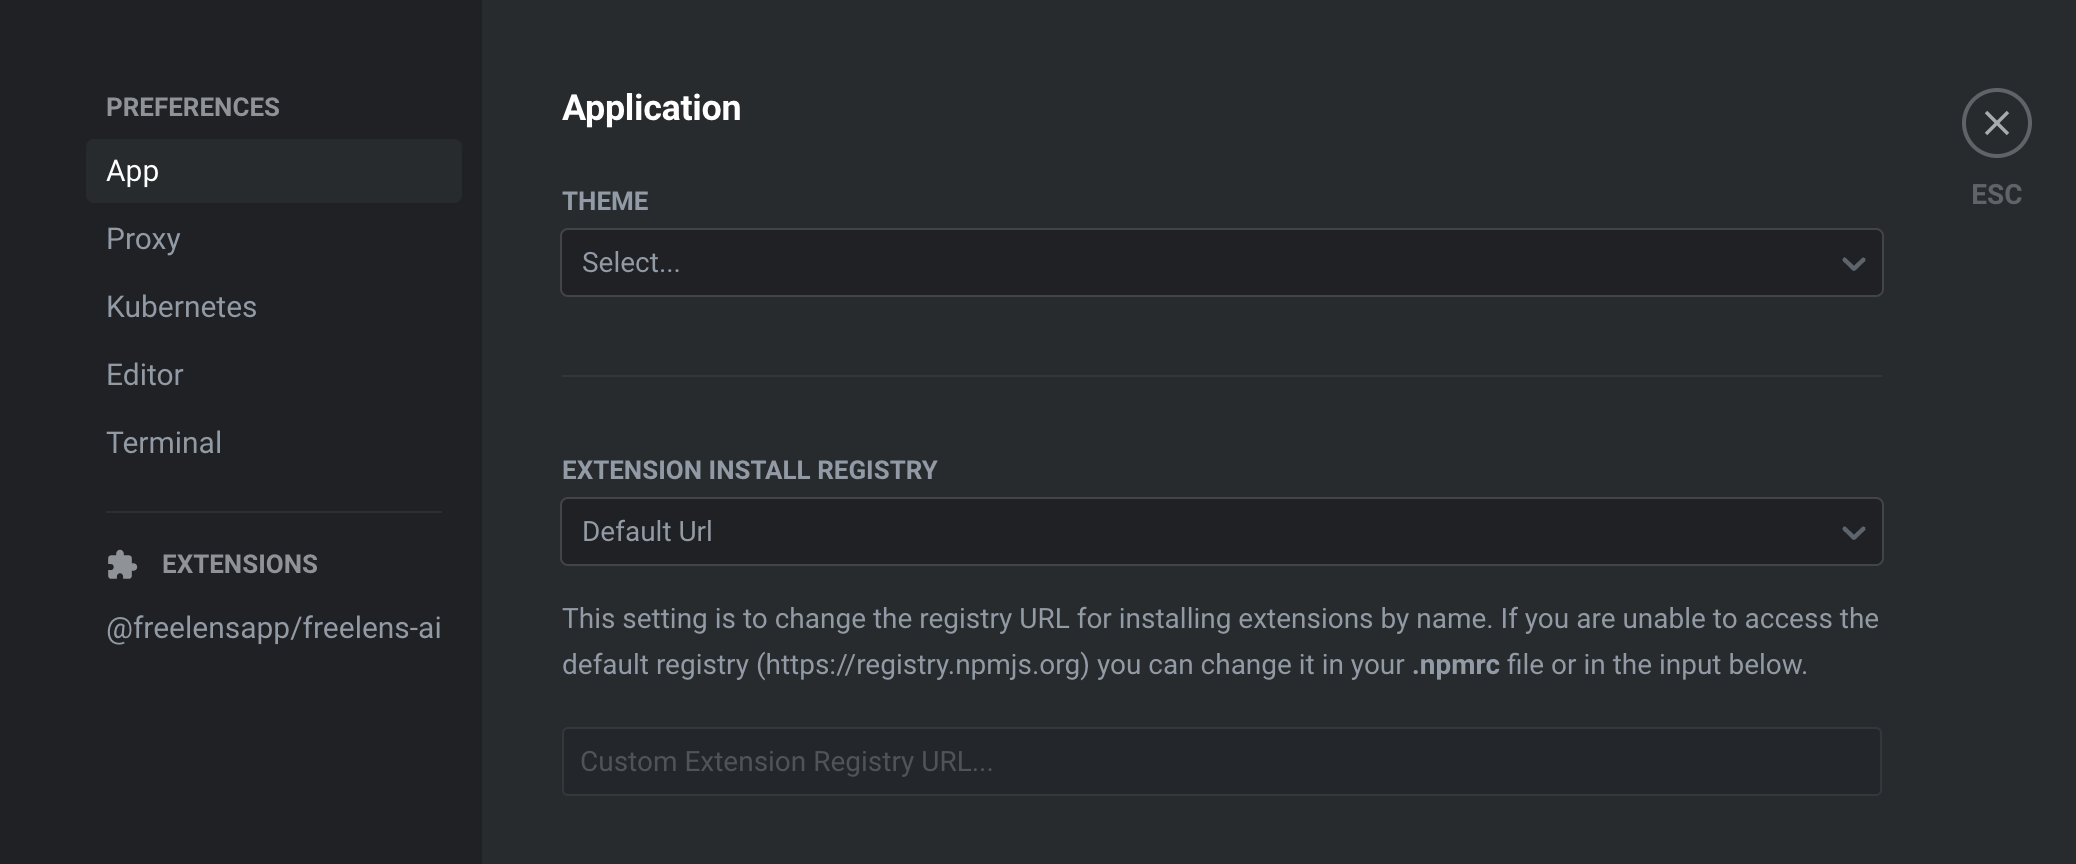 PREFERENCES
App
Proxy
Kubernetes
Editor
Terminal
EXTENSIONS
@freelensapp/freelens-ai
Application
THEME
Select...
EXTENSION INSTALL REGISTRY
Default Url
This setting is to change the registry URL for installing extensions by name. If you are unable to access the
default registry (https://registry.npmjs.org) you can change it in your .npmrc file or in the input below.
Custom Extension Registry URL...
ESC